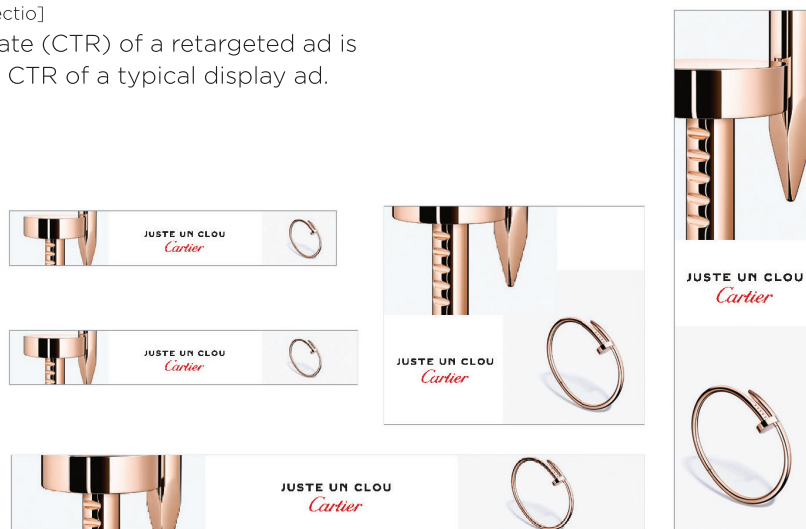 ectio]
ate (CTR) of a retargeted ad is
CTR of a typical display ad.
JUSTE UN CLOU
Cartier
JUSTE UN CLOU
Cartier
JUSTE UN CLOU
Cartier
JUSTE UN CLOU
Cartier
JUSTE UN CLOU
Cartier